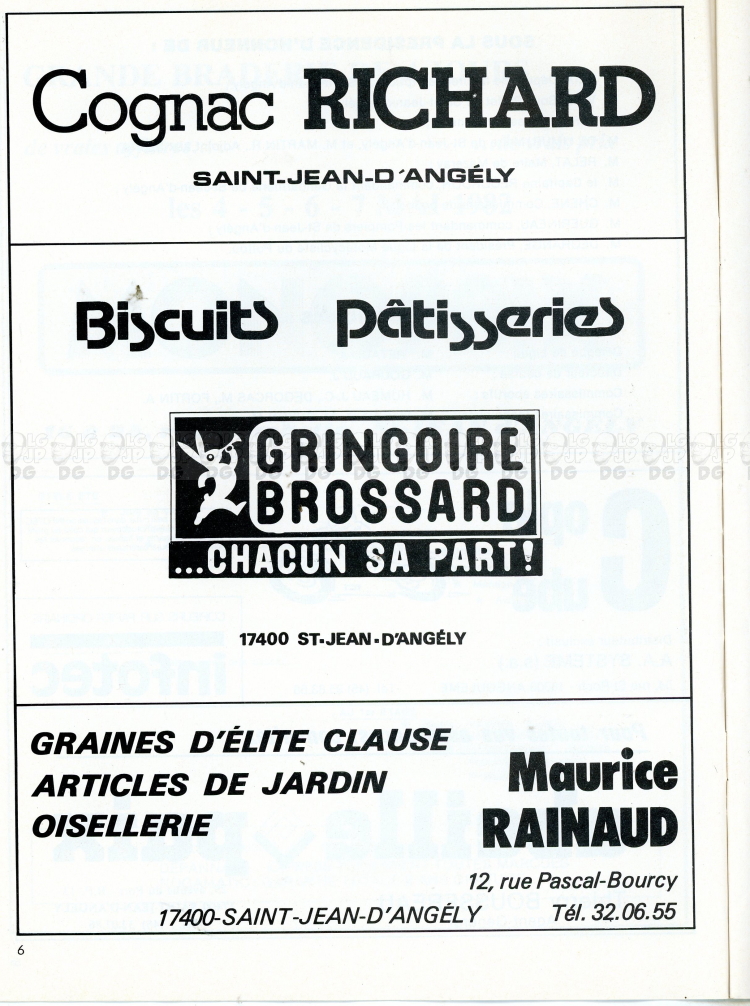 Cognac RICHARD
SAINT-JEAN-D'ANGÉLY
Biscuits Pâtisseries
GRINGOIRE
BROSSARD
...CHACUN SA PART!
17400 ST-JEAN-D'ANGÉLY
GRAINES D'ÉLITE CLAUSE
ARTICLES DE JARDIN
OISELLERIE
Maurice
RAINAUD
12, rue Pascal-Bourcy
17400-SAINT-JEAN-D'ANGÉLY Tél. 32.06.55
6